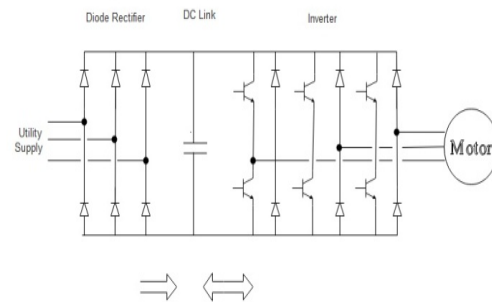 Diode Rectifier
DC Link
Inverter
Utility
Supply
Motor